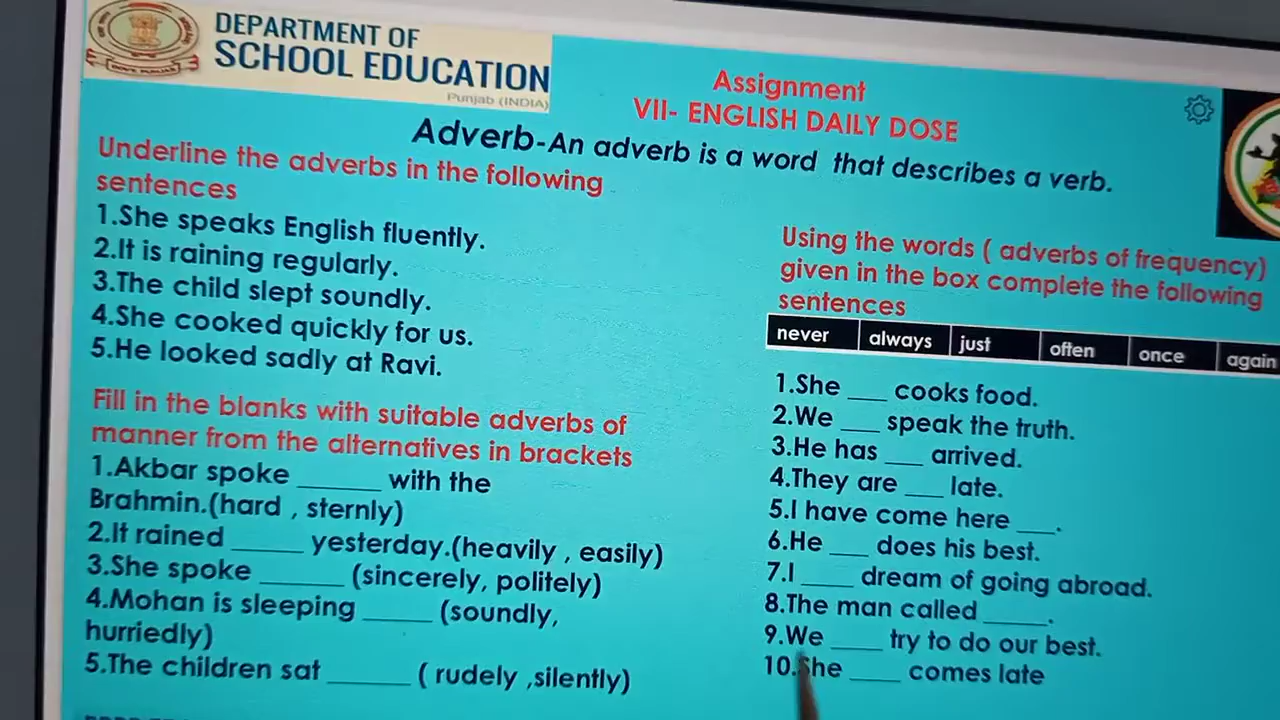 DEPARTMENT OF
SCHOOL EDUCATION
Punjab (INDIA)
Assignment
VII- ENGLISH DAILY DOSE
Adverb-An adverb is a word that describes a verb.
Underline the adverbs in the following
sentences
1.She speaks English fluently.
2.It is raining regularly.
3.The child slept soundly.
4.She cooked quickly for us.
5.He looked sadly at Ravi.
Fill in the blanks with suitable adverbs of
manner from the alternatives in brackets
1.Akbar spoke ______ with the
Brahmin.(hard , sternly)
2.It rained _____ yesterday.(heavily , easily)
3.She spoke ______ (sincerely, politely)
4.Mohan is sleeping _____ (soundly,
hurriedly)
5.The children sat ______ ( rudely ,silently)
Using the words ( adverbs of frequency)
given in the box complete the following
sentences
never always just often once again
1.She ___ cooks food.
2.We ___ speak the truth.
3.He has ___ arrived.
4.They are ___ late.
5.I have come here ___.
6.He ___ does his best.
7.I ____ dream of going abroad.
8.The man called _____.
9.We ____ try to do our best.
10.She ____ comes late